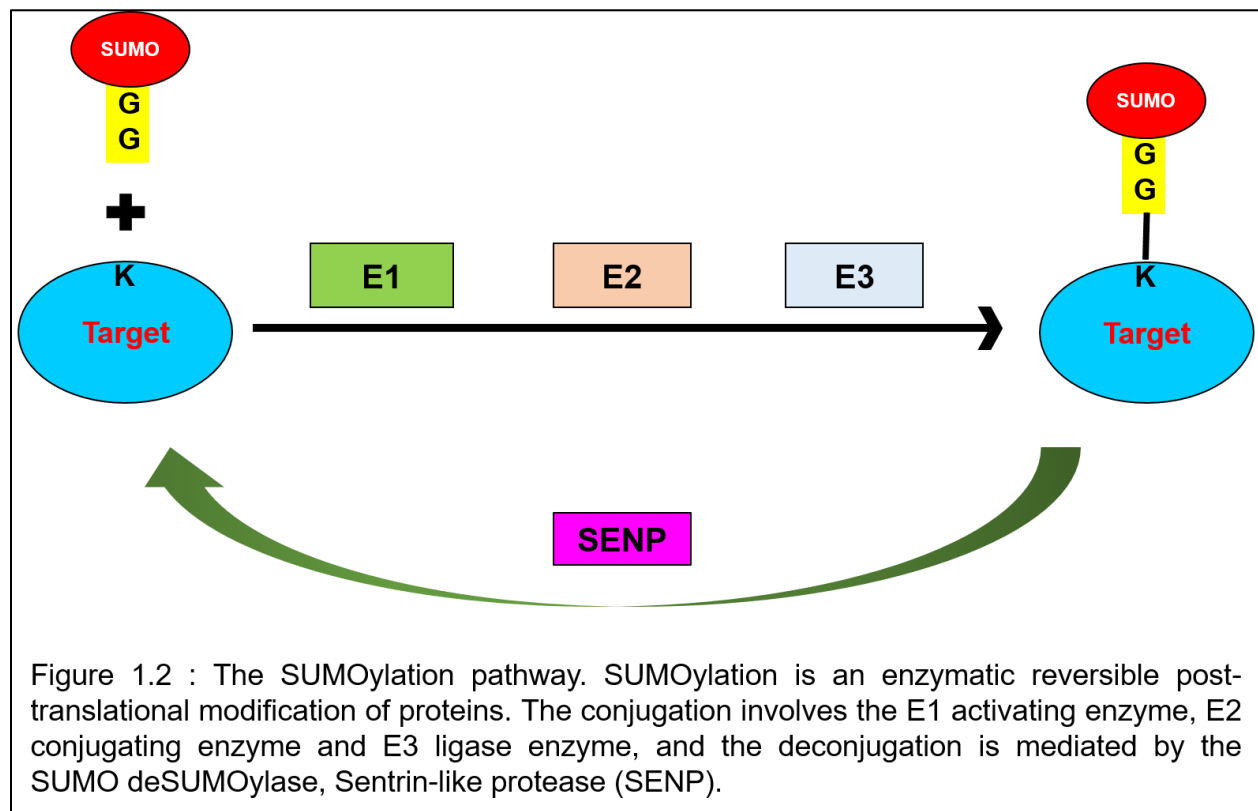 SUMO
G
G
K
Target
E1
E2
E3
SUMO
G
G
K
Target
SENP
Figure 1.2 : The SUMOylation pathway. SUMOylation is an enzymatic reversible post-
translational modification of proteins. The conjugation involves the E1 activating enzyme, E2
conjugating enzyme and E3 ligase enzyme, and the deconjugation is mediated by the
SUMO deSUMOylase, Sentrin-like protease (SENP).